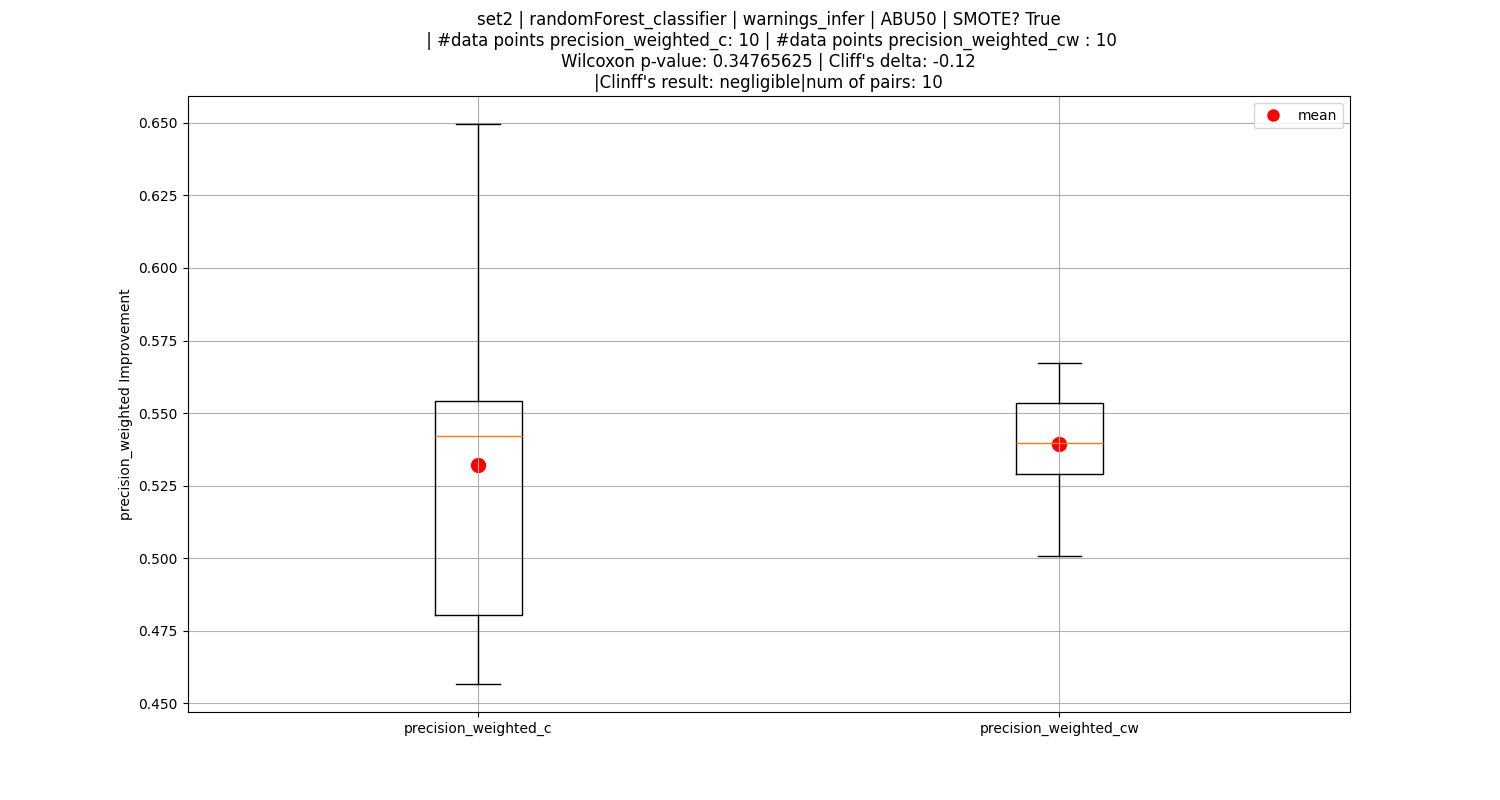 set2 | randomForest_classifier | warnings_infer | ABU50 | SMOTE? True
| #data points precision_weighted_c: 10 | #data points precision_weighted_cw : 10
Wilcoxon p-value: 0.34765625 | Cliff's delta: -0.12
|Clinff's result: negligible|num of pairs: 10
mean
0.650
0.625
0.600
0.575
0.550
0.525
0.500
0.475
0.450
precision_weighted Improvement
precision_weighted_c
precision_weighted_cw